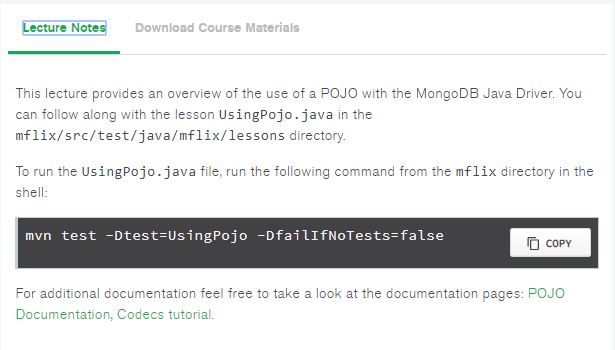 Lecture Notes Download Course Materials
This lecture provides an overview of the use of a POJO with the MongoDB Java Driver. You
can follow along with the lesson UsingPojo.java in the
mflix/src/test/java/mflix/lessons directory.
To run the UsingPojo.java file, run the following command from the mflix directory in the
shell:
mvn test -Dtest=UsingPojo -DfailIfNoTests=false
COPY
For additional documentation feel free to take a look at the documentation pages: POJO
Documentation, Codecs tutorial.